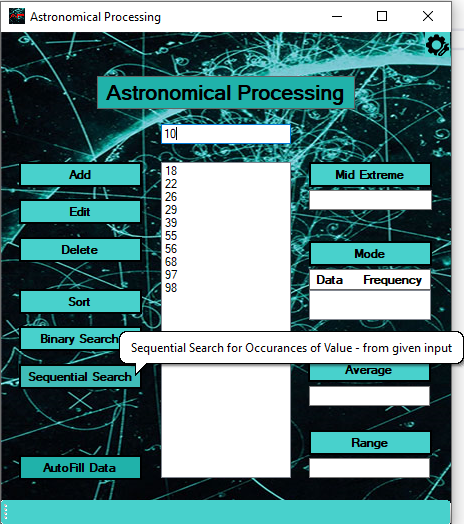 Astronomical Processing
Astronomical Processing
10
Add
Edit
Delete
Sort
Binary Search
Sequential Search
AutoFill Data
18
22
26
29
39
55
56
68
97
98
Mid Extreme
Mode
Data Frequency
Sequential Search for Occurances of Value - from given input
Average
Range